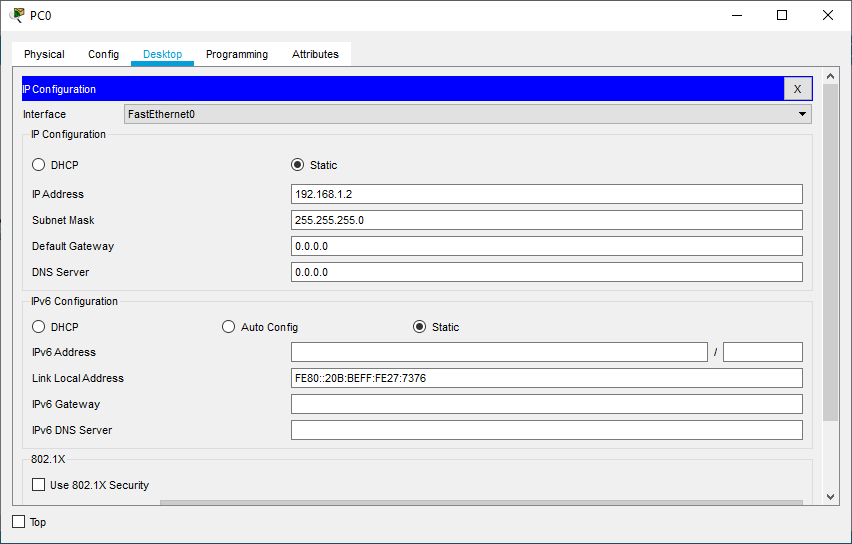 PC0
Physical Config Desktop Programming Attributes
IP Configuration X
Interface FastEthernet0
IP Configuration
DHCP Static
IP Address 192.168.1.2
Subnet Mask 255.255.255.0
Default Gateway 0.0.0.0
DNS Server 0.0.0.0
IPv6 Configuration
DHCP Auto Config Static
IPv6 Address /
Link Local Address FE80::20B:BEFF:FE27:7376
IPv6 Gateway
IPv6 DNS Server
802.1X
Use 802.1X Security
Top